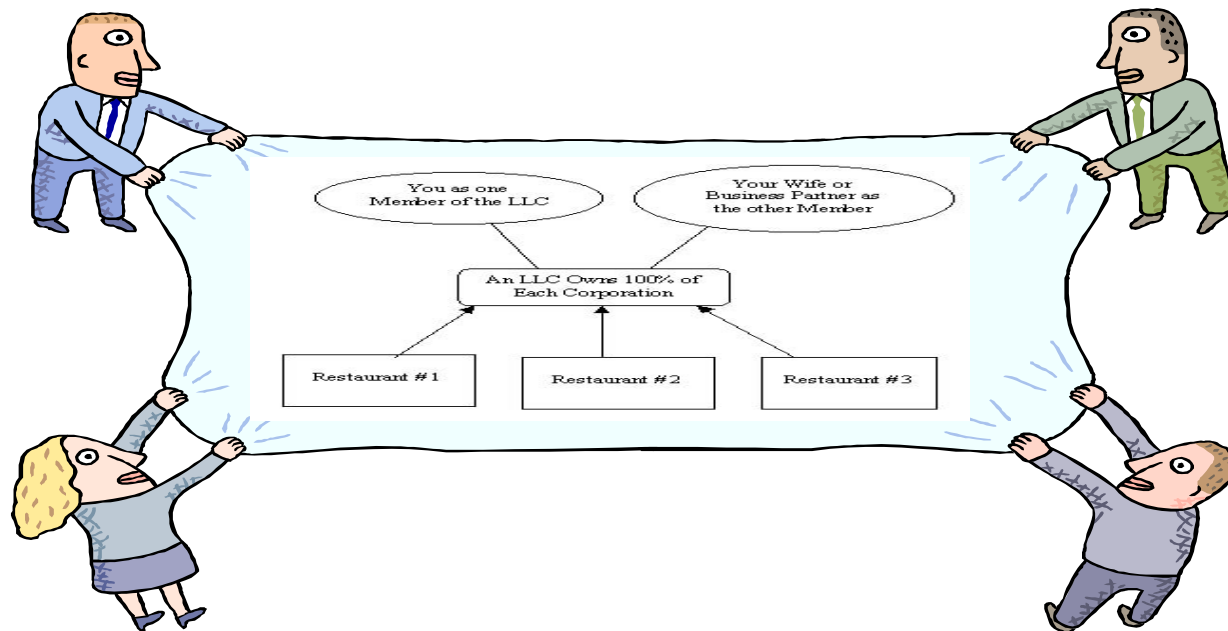 You as one
Member of the LLC
Your Wife or
Business Partner as
the other Member
An LLC Owns 100% of
Each Corporation
Restaurant #1
Restaurant #2
Restaurant #3